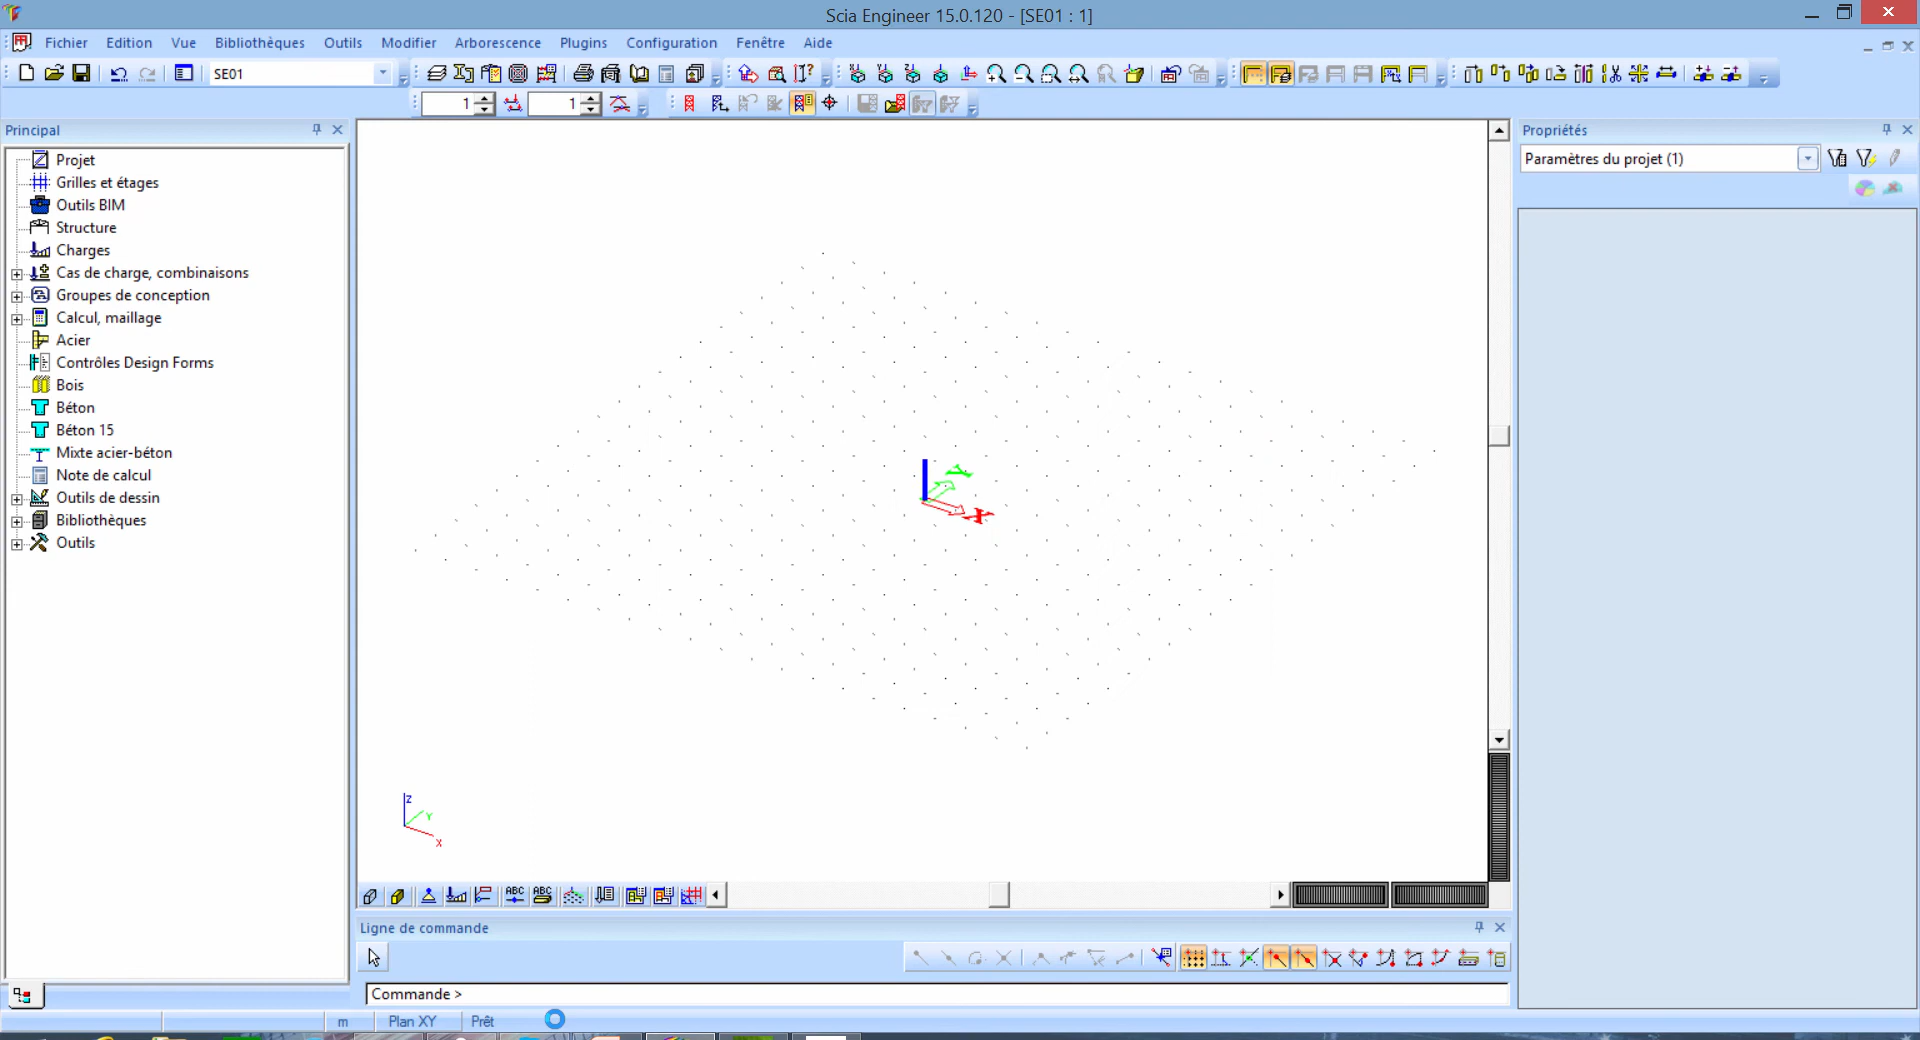 Scia Engineer 15.0.120 - [SE01 : 1]
Fichier Edition Vue Bibliothèques Outils Modifier Arborescence Plugins Configuration Fenêtre Aide
SE01
1 1
Principal
Projet
Grilles et étages
Outils BIM
Structure
Charges
Cas de charge, combinaisons
Groupes de conception
Calcul, maillage
Acier
Contrôles Design Forms
Bois
Béton
Béton 15
Mixte acier-béton
Note de calcul
Outils de dessin
Bibliothèques
Outils
Y
X
Z
Y
X
ABC ABC
Propriétés
Paramètres du projet (1)
Ligne de commande
Commande >
m Plan XY Prêt